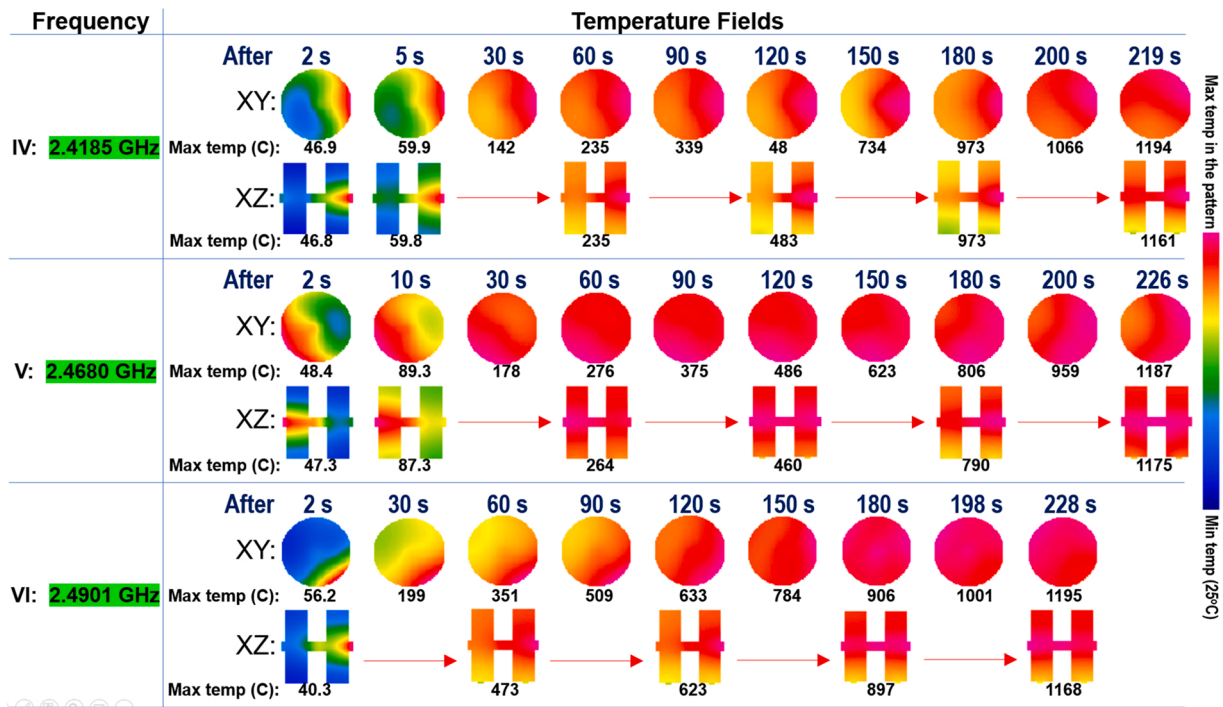 Frequency Temperature Fields
After 2 s 5 s 30 s 60 s 90 s 120 s 150 s 180 s 200 s 219 s
XY:
IV: 2.4185 GHz
Max temp (C): 46.9 59.9 142 235 339 48 734 973 1066 1194
XZ:
Max temp (C): 46.8 59.8 235 483 973 1161
After 2 s 10 s 30 s 60 s 90 s 120 s 150 s 180 s 200 s 226 s
XY:
V: 2.4680 GHz
Max temp (C): 48.4 89.3 178 276 375 486 623 806 959 1187
XZ:
Max temp (C): 47.3 87.3 264 460 790 1175
After 2 s 30 s 60 s 90 s 120 s 150 s 180 s 198 s 228 s
XY:
VI: 2.4901 GHz
Max temp (C): 56.2 199 351 509 633 784 906 1001 1195
XZ:
Max temp (C): 40.3 473 623 897 1168
Max temp in the pattern
Min temp (25ºC)